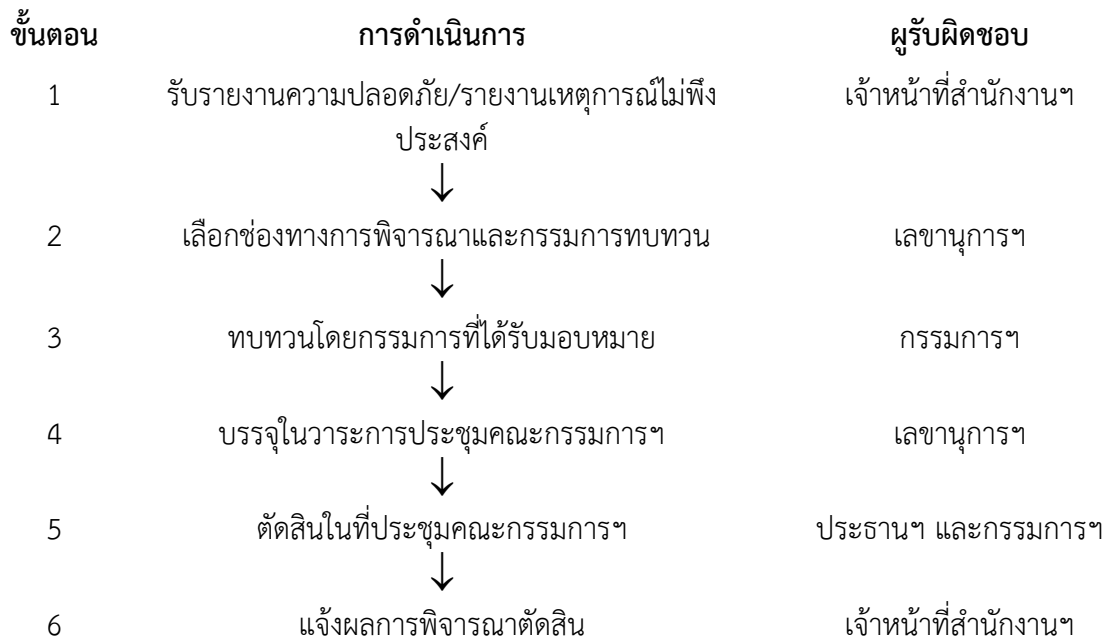 ขั้นตอน การดำเนินการ ผู้รับผิดชอบ
1 รับรายงานความปลอดภัย/รายงานเหตุการณ์ไม่พึง เจ้าหน้าที่สำนักงานฯ
ประสงค์
↓
2 เลือกช่องทางการพิจารณาและกรรมการทบทวน เลขานุการฯ
↓
3 ทบทวนโดยกรรมการที่ได้รับมอบหมาย กรรมการฯ
↓
4 บรรจุในวาระการประชุมคณะกรรมการฯ เลขานุการฯ
↓
5 ตัดสินในที่ประชุมคณะกรรมการฯ ประธานฯ และกรรมการฯ
↓
6 แจ้งผลการพิจารณาตัดสิน เจ้าหน้าที่สำนักงานฯ